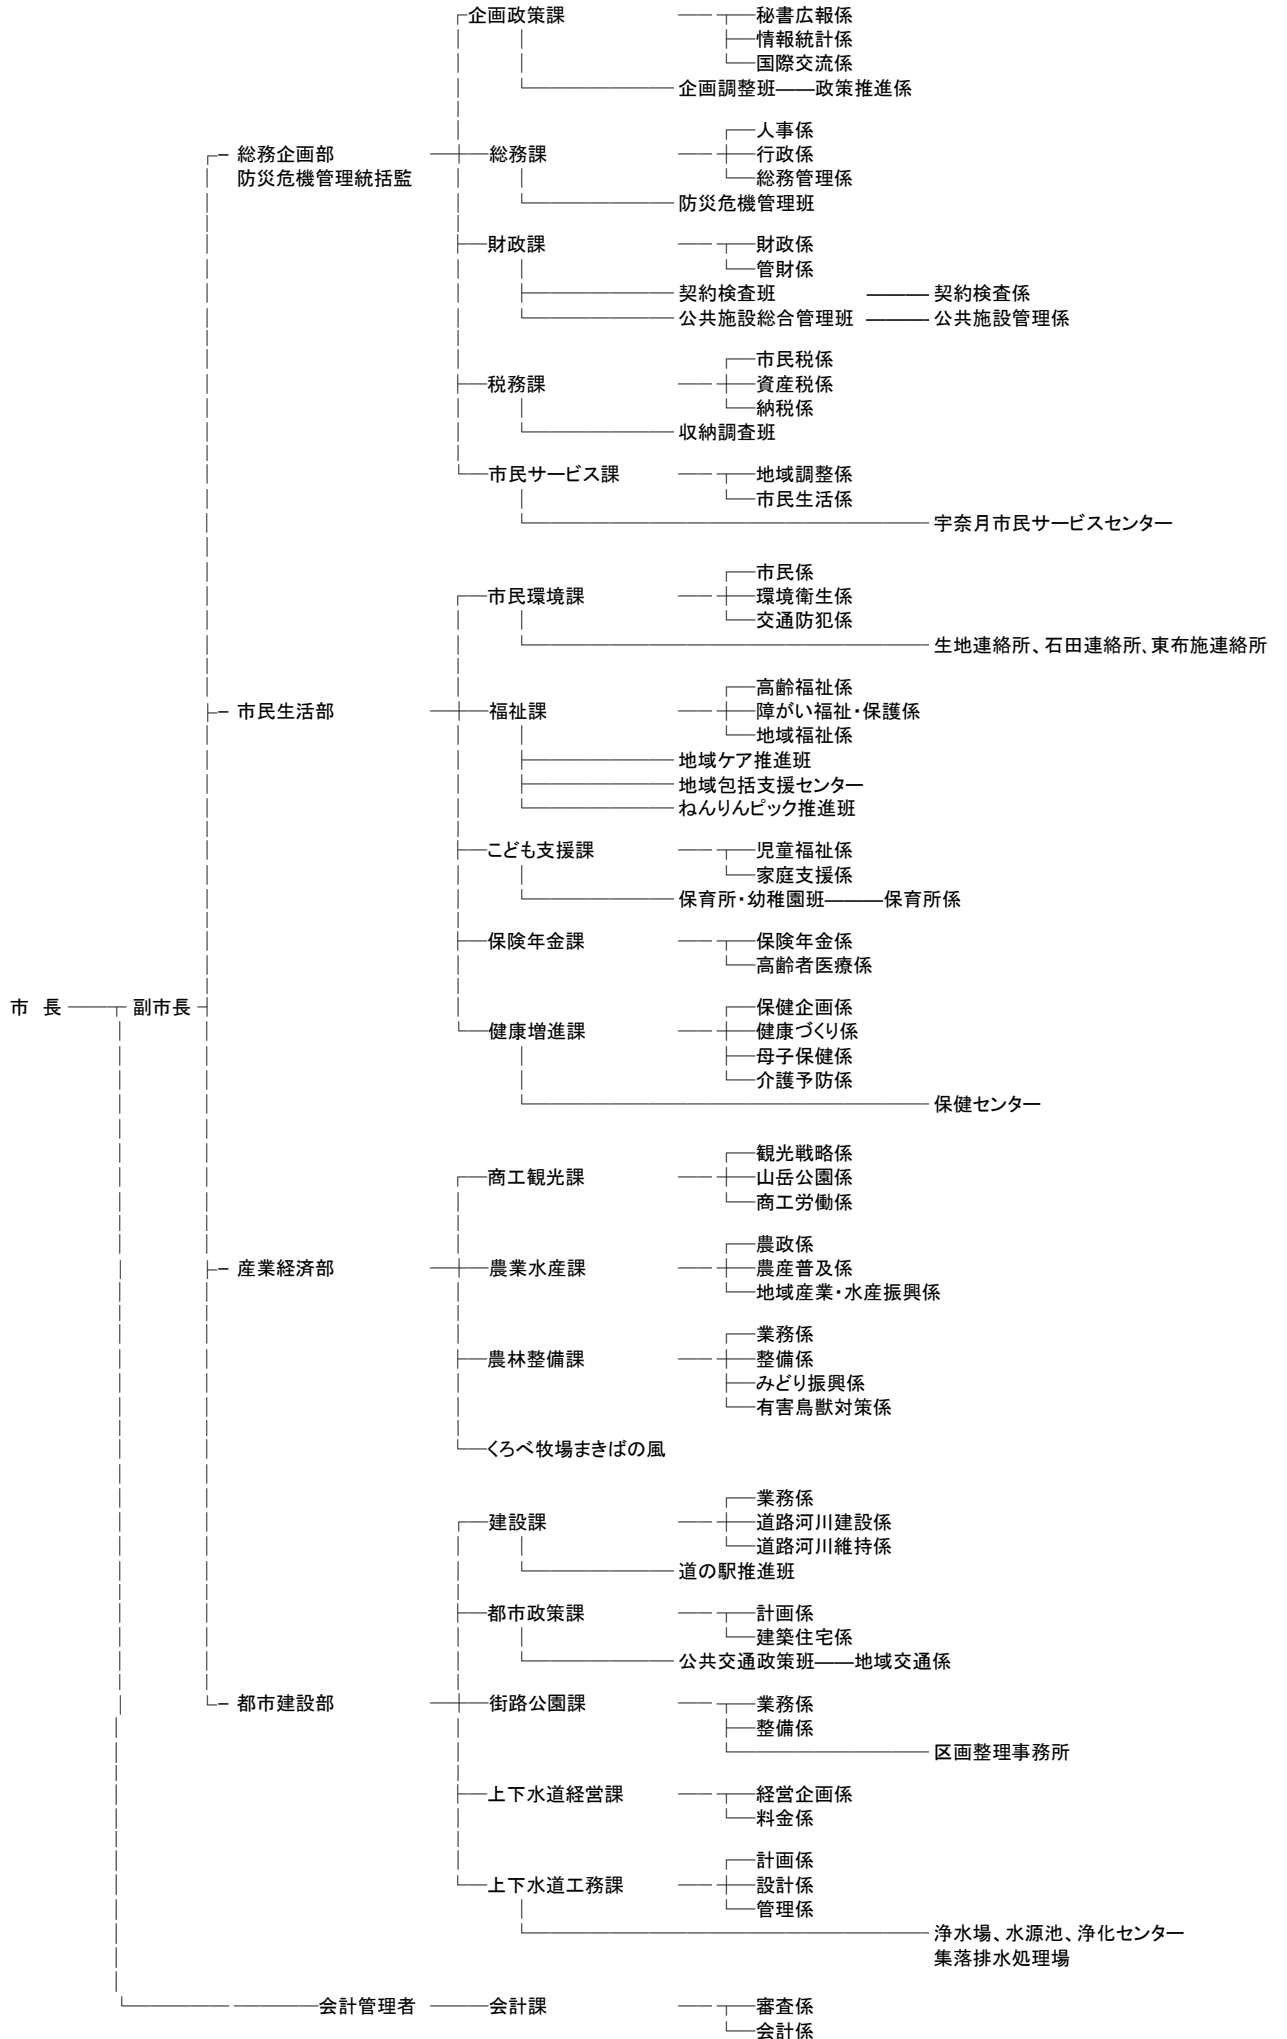 企画政策課 秘書広報係
情報統計係
国際交流係
企画調整班 政策推進係
人事係
総務企画部 総務課 行政係
防災危機管理統括監 総務管理係
防災危機管理班
財政課 財政係
管財係
契約検査班 契約検査係
公共施設総合管理班 公共施設管理係
市民税係
税務課 資産税係
納税係
収納調査班
市民サービス課 地域調整係
市民生活係
宇奈月市民サービスセンター
市民係
市民環境課 環境衛生係
交通防犯係
生地連絡所、石田連絡所、東布施連絡所
高齢福祉係
市民生活部 福祉課 障がい福祉・保護係
地域福祉係
地域ケア推進班
地域包括支援センター
ねんりんピック推進班
こども支援課 児童福祉係
家庭支援係
保育所・幼稚園班 保育所係
保険年金課 保険年金係
高齢者医療係
市 長 副市長 保健企画係
健康増進課 健康づくり係
母子保健係
介護予防係
保健センター
観光戦略係
商工観光課 山岳公園係
商工労働係
農政係
産業経済部 農業水産課 農産普及係
地域産業・水産振興係
業務係
農林整備課 整備係
みどり振興係
有害鳥獣対策係
くろべ牧場まきばの風
業務係
建設課 道路河川建設係
道路河川維持係
道の駅推進班
都市政策課 計画係
建築住宅係
公共交通政策班 地域交通係
都市建設部 街路公園課 業務係
整備係
区画整理事務所
上下水道経営課 経営企画係
料金係
計画係
上下水道工務課 設計係
管理係
浄水場、水源池、浄化センター
集落排水処理場
会計管理者 会計課 審査係
会計係